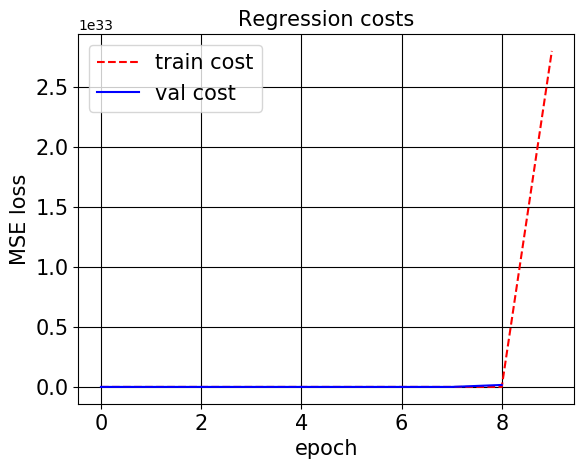 Regression costs
1e33
train cost
val cost
MSE loss
2.5
2.0
1.5
1.0
0.5
0.0
0 2 4 6 8
epoch